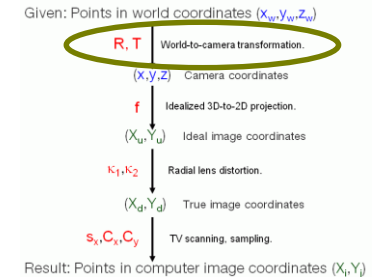 Given: Points in world coordinates (xw,yw,zw)
R, T World-to-camera transformation.
(x,y,z) Camera coordinates
f Idealized 3D-to-2D projection.
(Xu,Yu) Ideal image coordinates
κ1,κ2 Radial lens distortion.
(Xd,Yd) True image coordinates
sx,Cx,Cy TV scanning, sampling.
Result: Points in computer image coordinates (Xi,Yi)